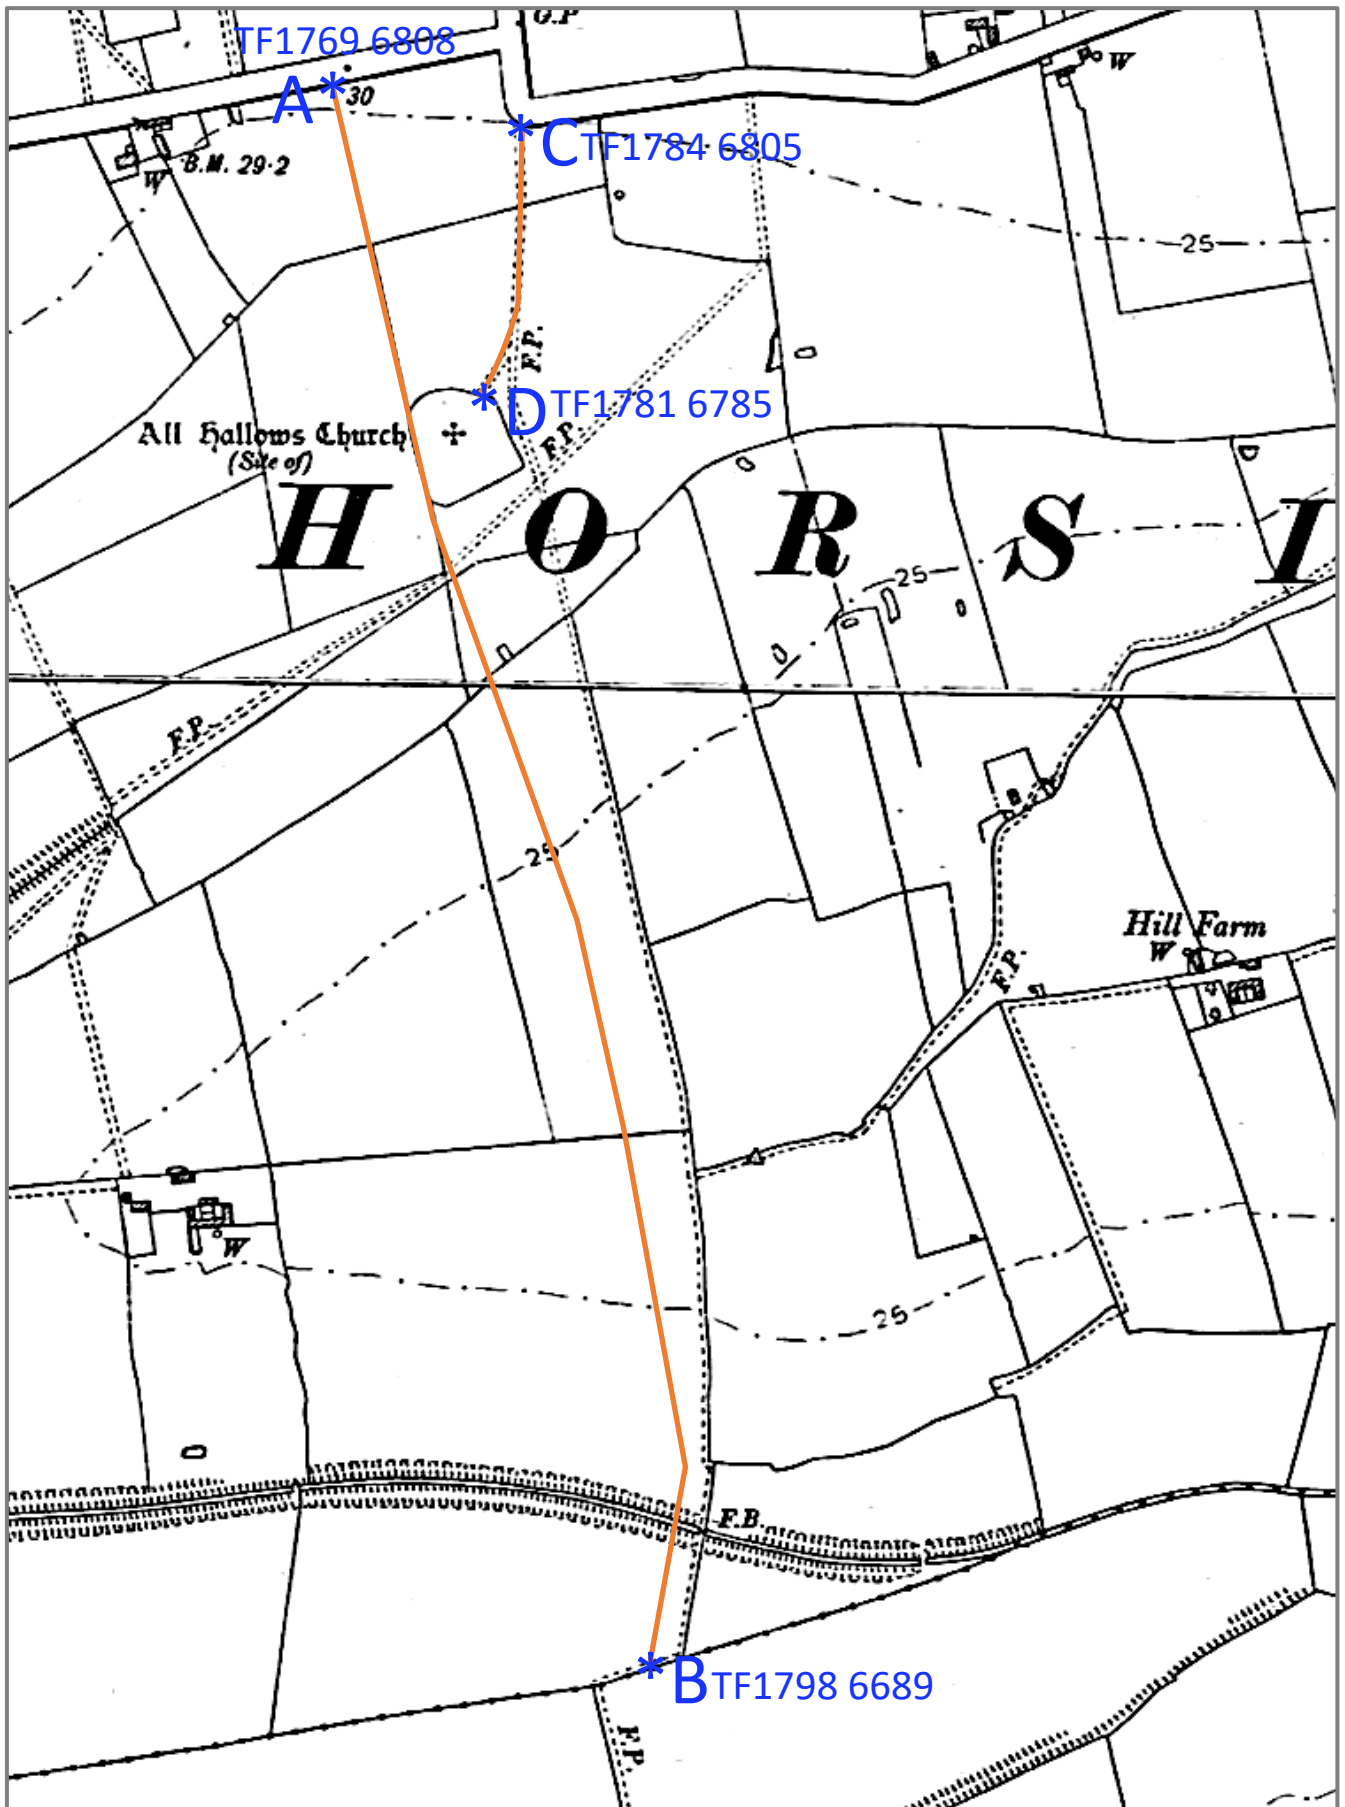 G.P
TF1769 6808
A
30
W
C TF1784 6805
B.M. 29·2
W
25
F.P.
D TF1781 6785
All Hallows Church
(Site of)
F.P.
H O R S I
25
F.P.
25
Hill Farm
W
F.P.
W
25
F.B.
B TF1798 6689
F.P.